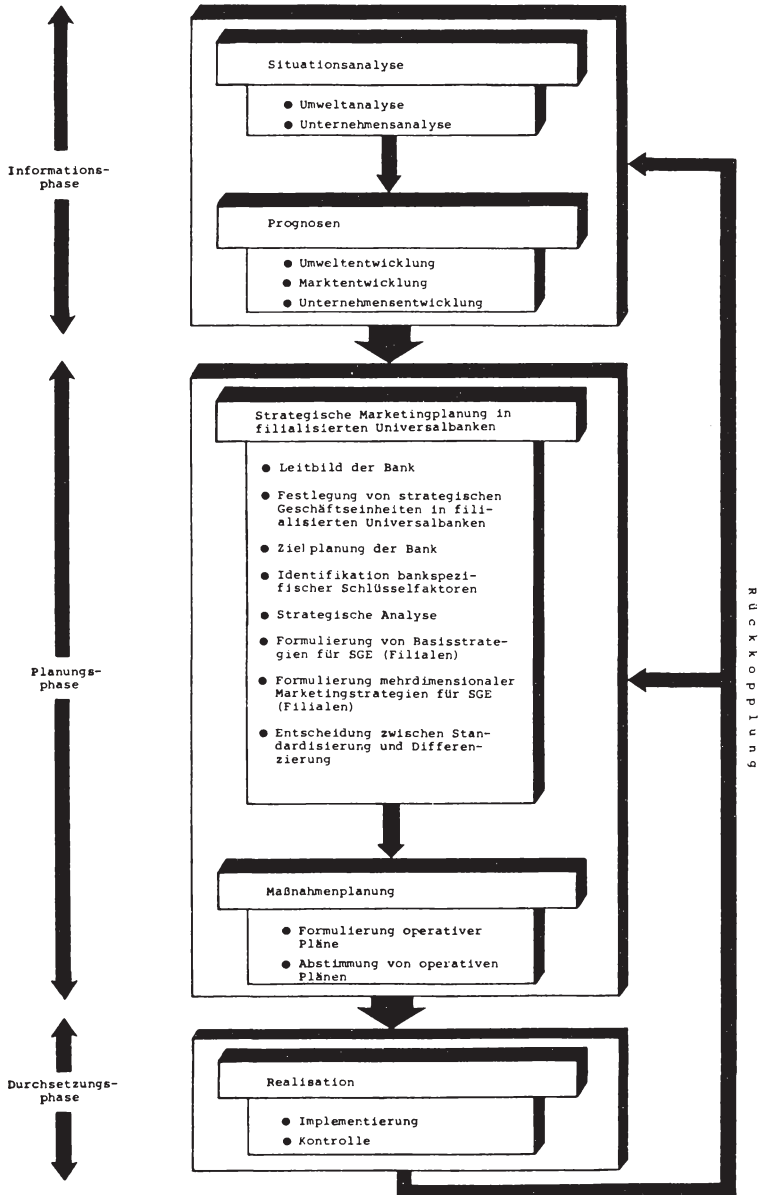 Situationsanalyse
● Umweltanalyse
● Unternehmensanalyse
Informations-
phase
Prognosen
● Umweltentwicklung
● Marktentwicklung
● Unternehmensentwicklung
Strategische Marketingplanung in
filialisierten Universalbanken
● Leitbild der Bank
● Festlegung von strategischen
Geschäftseinheiten in fili-
alisierten Universalbanken
● Zielplanung der Bank
● Identifikation bankspezi-
fischer Schlüsselfaktoren
● Strategische Analyse
● Formulierung von Basisstrate-
gien für SGE (Filialen)
● Formulierung mehrdimensionaler
Marketingstrategien für SGE
(Filialen)
● Entscheidung zwischen Stan-
dardisierung und Differen-
zierung
Planungs-
phase
Maßnahmenplanung
● Formulierung operativer
Pläne
● Abstimmung von operativen
Plänen
Durchsetzungs-
phase
Realisation
● Implementierung
● Kontrolle
Rückkopplung